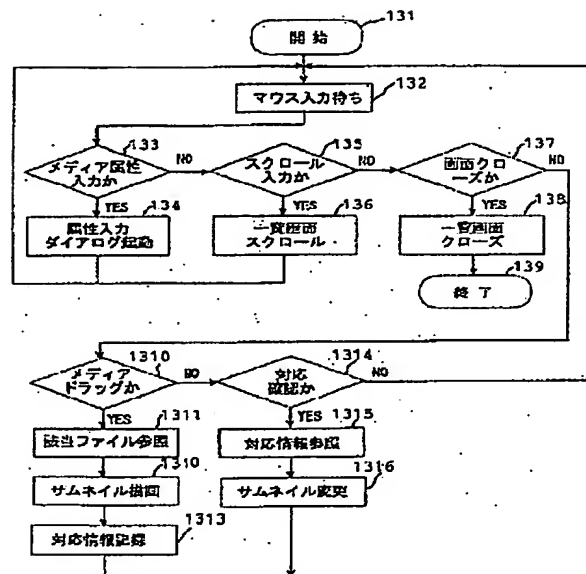 131
開始
132
マウス入力待ち
133
メディア属性
入力か
NO
135
スクロール
入力か
NO
137
画面クロ
ーズか
NO
YES
134
属性入力
ダイアログ起動
YES
136
一覧画面
スクロール
YES
138
一覧画面
クローズ
139
終了
1310
メディア
ドラッグか
NO
1314
対応
確認か
NO
YES
1311
該当ファイル参照
YES
1315
対応情報参照
1310
サムネイル描画
1316
サムネイル変更
1313
対応情報記録